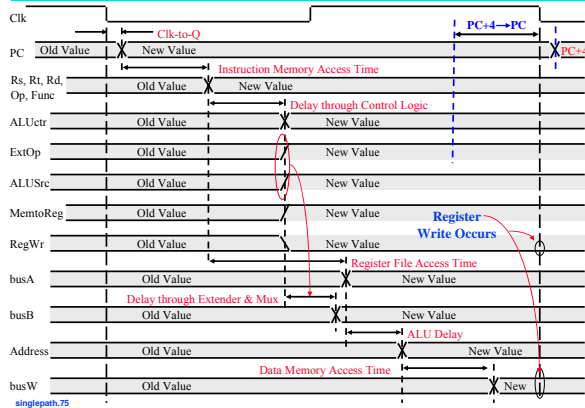 Clk
PC+4→PC
Clk-to-Q
PC Old Value New Value PC+4
Instruction Memory Access Time
Rs, Rt, Rd,
Op, Func
Old Value New Value
Delay through Control Logic
ALUctr Old Value New Value
ExtOp Old Value New Value
ALUSrc Old Value New Value
MemtoReg Old Value New Value
Register
Write Occurs
RegWr Old Value New Value
Register File Access Time
busA Old Value New Value
Delay through Extender & Mux
busB Old Value New Value
ALU Delay
Address Old Value New Value
Data Memory Access Time
busW Old Value New
singlepath.75